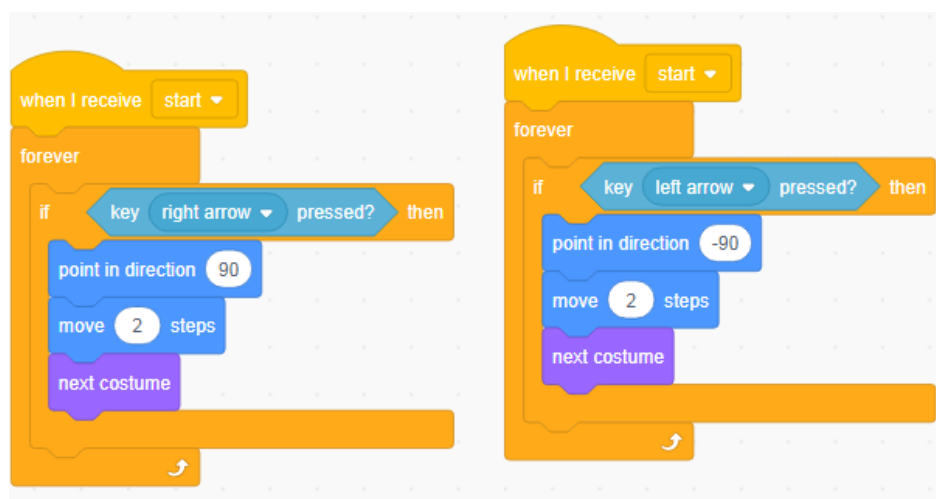 when I receive start
forever
if key right arrow pressed? then
point in direction 90
move 2 steps
next costume
when I receive start
forever
if key left arrow pressed? then
point in direction -90
move 2 steps
next costume